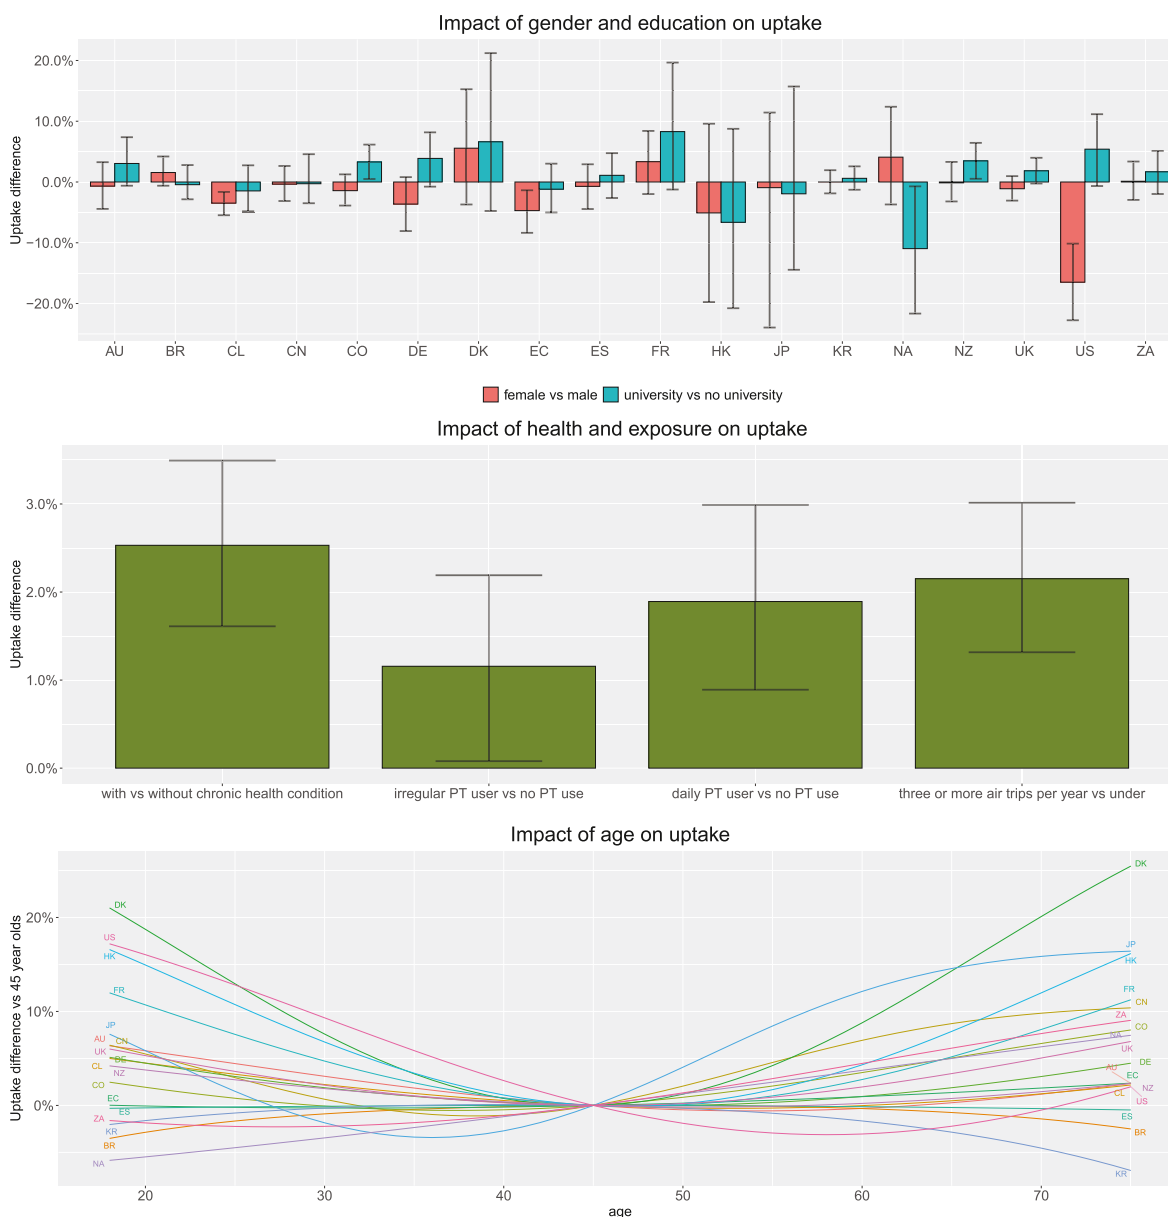 Impact of gender and education on uptake
Uptake difference
20.0%
10.0%
0.0%
−10.0%
−20.0%
AU BR CL CN CO DE DK EC ES FR HK JP KR NA NZ UK US ZA
female vs male university vs no university
Impact of health and exposure on uptake
Uptake difference
3.0%
2.0%
1.0%
0.0%
with vs without chronic health condition irregular PT user vs no PT use daily PT user vs no PT use three or more air trips per year vs under
Impact of age on uptake
Uptake difference vs 45 year olds
20%
10%
0%
DK
US
HK
FR
JP
AU CN
UK
DE
CL
NZ
CO
EC
ES
ZA
KR
BR
NA
DK
JP
HK
FR
CN
ZA
CO
NA
UK
DE
AU
EC
NZ
CL
US
ES
BR
KR
20 30 40 50 60 70
age